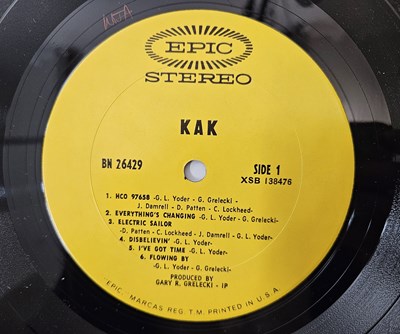 EPIC
STEREO
KAK
BN 26429
SIDE 1
XSB 138476
1. HCO 97658 -G. L. Yoder - G. Grelecki -
J. Damrell - D. Patten - C. Lockheed-
2. EVERYTHING'S CHANGING -G. L. Yoder - G. Grelecki-
3. ELECTRIC SAILOR
-D. Patten - C. Lockheed - J. Damrell - G. L. Yoder-
4. DISBELIEVIN' -G. L. Yoder - G. Grelecki-
5. I'VE GOT TIME -G. L. Yoder-
6. FLOWING BY
-G. L. Yoder - G. Grelecki-
PRODUCED BY
GARY R. GRELECKI - IP
EPIC, MARCAS REG. T.M. PRINTED IN U.S.A.